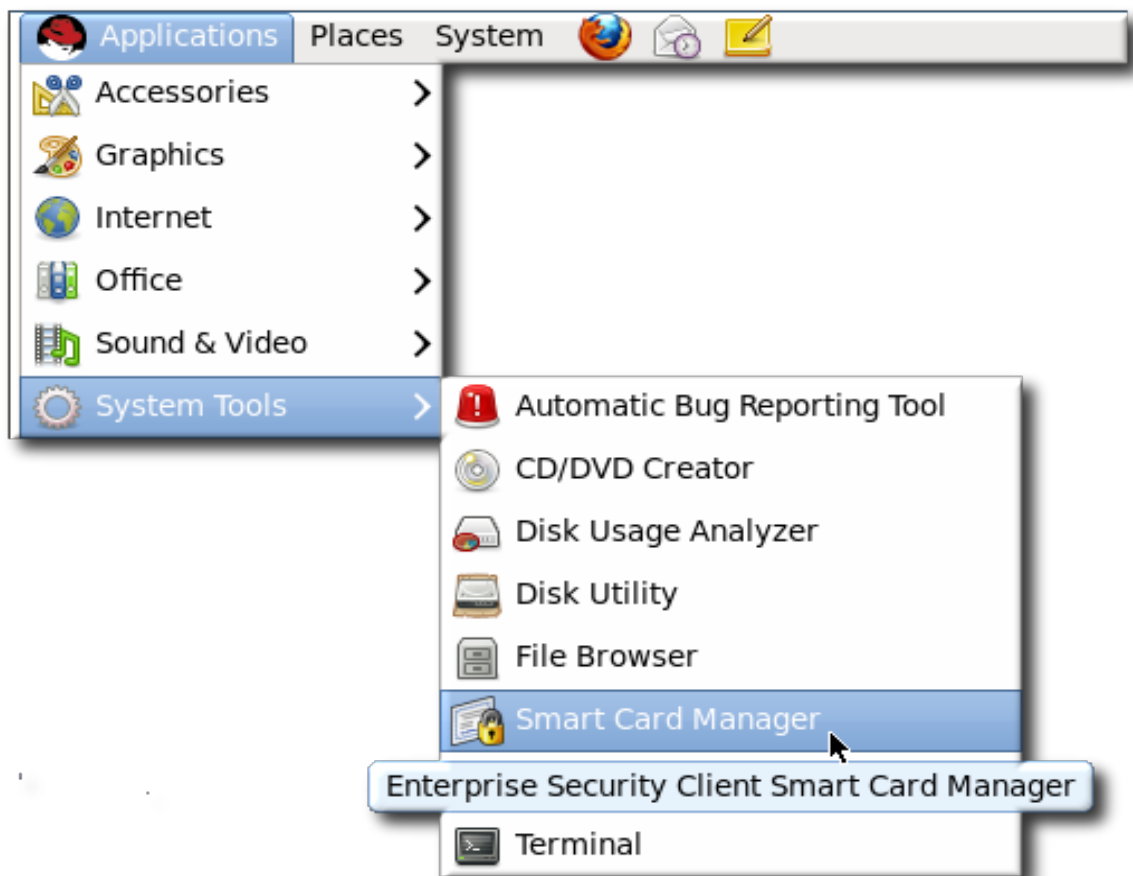 Applications Places System
Accessories
Graphics
Internet
Office
Sound & Video
System Tools
Automatic Bug Reporting Tool
CD/DVD Creator
Disk Usage Analyzer
Disk Utility
File Browser
Smart Card Manager
Enterprise Security Client Smart Card Manager
Terminal